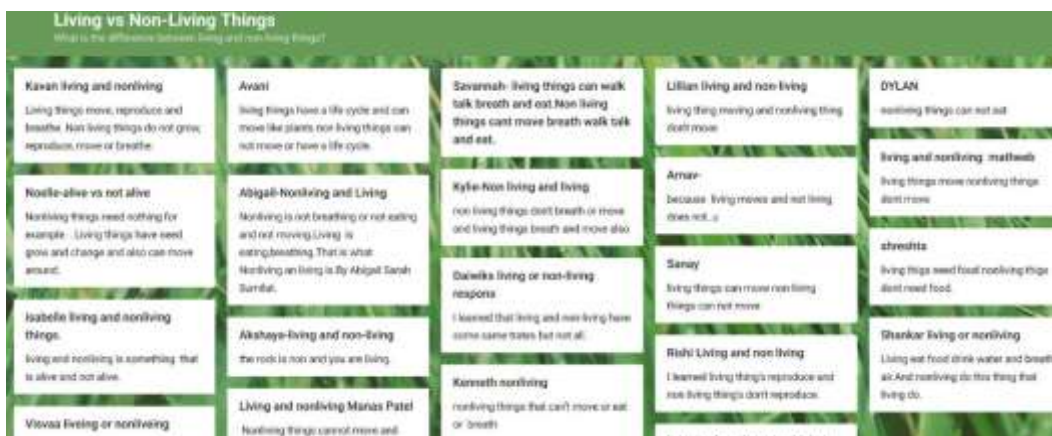 Living vs Non-Living Things
What is the difference between living and non-living things?
Kavan living and nonliving
Living things move, reproduce and
breathe. Non living things do not grow,
reproduce, move or breathe.
Noelle-alive vs not alive
Nonliving things need nothing for
example . Living things have need
grow and change and also can move
around.
Isabelle living and nonliving
things.
living and nonliving is something that
is alive and not alive.
Visvaa liveing or nonliveing
Avani
living things have a life cycle and can
move like plants non living things can
not move or have a life cycle.
Abigail-Nonliving and Living
Nonliving is not breathing or not eating
and not moving.Living is
eating,breathing.That is what
Nonliving an living is.By Abigail Sarah
Akshaya-living and non-living
the rock is non and you are living.
Living and nonliving Manas Patel
Nonliving things cannot move and
Savannah- living things can walk
talk breath and eat.Non living
things cant move breath walk talk
and eat.
Kylie-Non living and living
non living things don't breath or move
and living things breath and move also
Daiwiks living or non-living
respons
I learned that living and non living have
some same trates but not all.
Kenneth nonliving
nonliving things that can't move or eat
or breath
Lillian living and non-living
living thing moving and nonliving thing
don't move
Arnav-
because living moves and not living
does not.
Sanay
living things can move non living
things can not move
Rishi Living and non living
I learned living thing's reproduce and
non living thing's don't reproduce.
DYLAN
nonliving things can not eat
living and nonliving mathweb
living things move nonliving things
dont move
shreshta
living thigs need food nonliving thigs
dont need food.
Shankar living or nonliving
Living eat food drink water and breath
air.And nonliving do this thing that
living do.